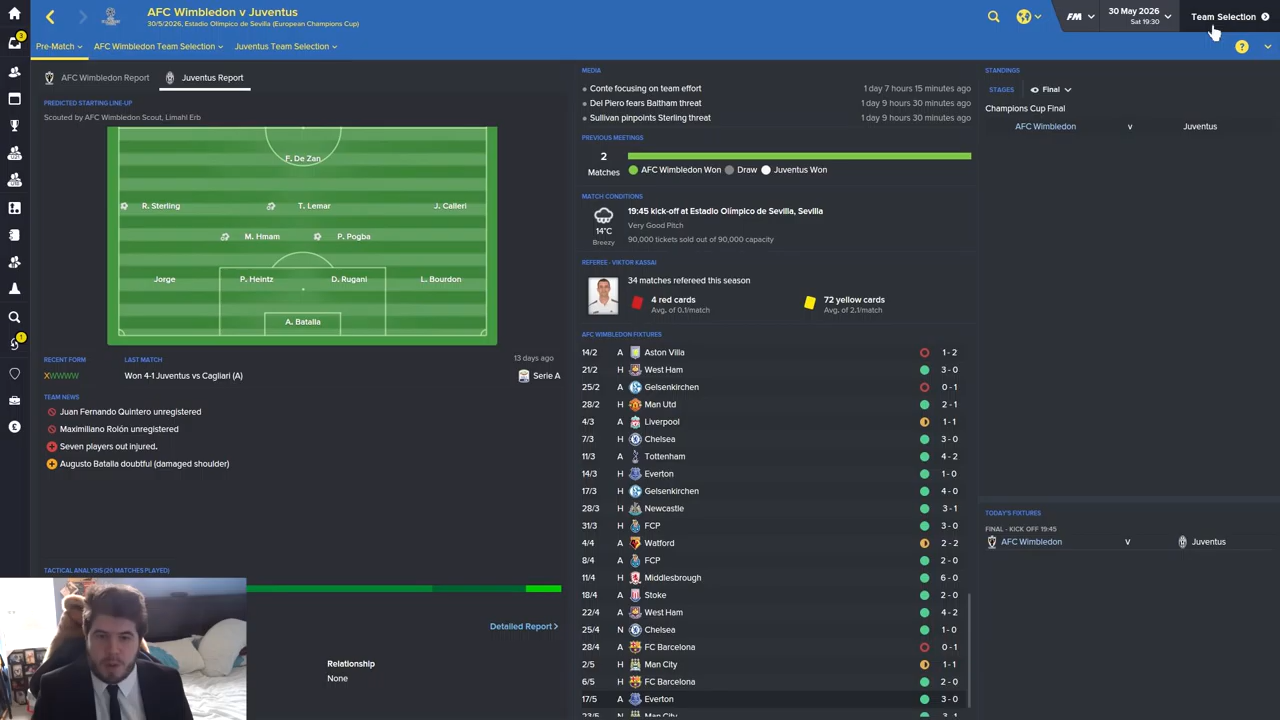 AFC Wimbledon v Juventus
30/5/2026, Estadio Olímpico de Sevilla (European Champions Cup)
FM
30 May 2026
Sat 19:30
Team Selection
3
Pre-Match
AFC Wimbledon Team Selection
Juventus Team Selection
?
AFC Wimbledon Report
Juventus Report
PREDICTED STARTING LINE-UP
Scouted by AFC Wimbledon Scout, Limahl Erb
F. De Zan
R. Sterling
T. Lemar
J. Calleri
M. Hmam
P. Pogba
Jorge
P. Heintz
D. Rugani
L. Bourdon
A. Batalla
RECENT FORM
LAST MATCH
13 days ago
XWWWW
Won 4-1 Juventus vs Cagliari (A)
Serie A
TEAM NEWS
Juan Fernando Quintero unregistered
Maximiliano Rolón unregistered
Seven players out injured.
Augusto Batalla doubtful (damaged shoulder)
TACTICAL ANALYSIS (20 MATCHES PLAYED)
Detailed Report
Relationship
None
MEDIA
Conte focusing on team effort 1 day 7 hours 15 minutes ago
Del Piero fears Baltham threat 1 day 9 hours 30 minutes ago
Sullivan pinpoints Sterling threat 1 day 9 hours 30 minutes ago
PREVIOUS MEETINGS
2
Matches
AFC Wimbledon Won Draw Juventus Won
MATCH CONDITIONS
14°C
Breezy
19:45 kick-off at Estadio Olímpico de Sevilla, Sevilla
Very Good Pitch
90,000 tickets sold out of 90,000 capacity
REFEREE - VIKTOR KASSAI
34 matches refereed this season
4 red cards
Avg. of 0.1/match
72 yellow cards
Avg. of 2.1/match
AFC WIMBLEDON FIXTURES
14/2 A Aston Villa 1 - 2
21/2 H West Ham 3 - 0
25/2 A Gelsenkirchen 0 - 1
28/2 H Man Utd 2 - 1
4/3 A Liverpool 1 - 1
7/3 H Chelsea 3 - 0
11/3 A Tottenham 4 - 2
14/3 H Everton 1 - 0
17/3 H Gelsenkirchen 4 - 0
28/3 H Newcastle 3 - 1
31/3 H FCP 3 - 0
4/4 A Watford 2 - 2
8/4 A FCP 2 - 0
11/4 H Middlesbrough 6 - 0
18/4 A Stoke 2 - 0
22/4 A West Ham 4 - 2
25/4 N Chelsea 1 - 0
28/4 A FC Barcelona 0 - 1
2/5 H Man City 1 - 1
6/5 H FC Barcelona 2 - 0
17/5 A Everton 3 - 0
23/5 N Man City 3 - 1
STANDINGS
STAGES Final
Champions Cup Final
AFC Wimbledon v Juventus
TODAY'S FIXTURES
FINAL - KICK OFF 19:45
AFC Wimbledon v Juventus
1